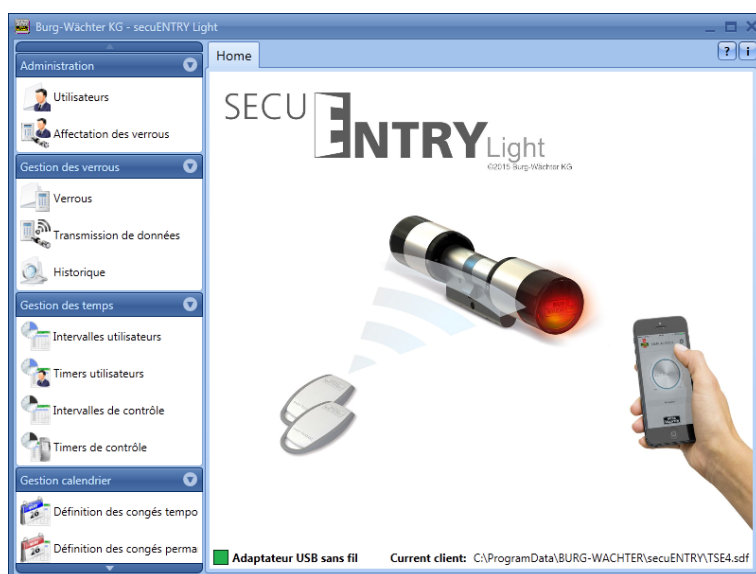 Burg-Wächter KG - secuENTRY Light
Administration
Utilisateurs
Affectation des verrous
Gestion des verrous
Verrous
Transmission de données
Historique
Gestion des temps
Intervalles utilisateurs
Timers utilisateurs
Intervalles de contrôle
Timers de contrôle
Gestion calendrier
Définition des congés tempo
Définition des congés perma
Home
? i
SECU ENTRY Light
©2015 Burg-Wächter KG
Adaptateur USB sans fil Current client: C:\ProgramData\BURG-WACHTER\secuENTRY\TSE4.sdf